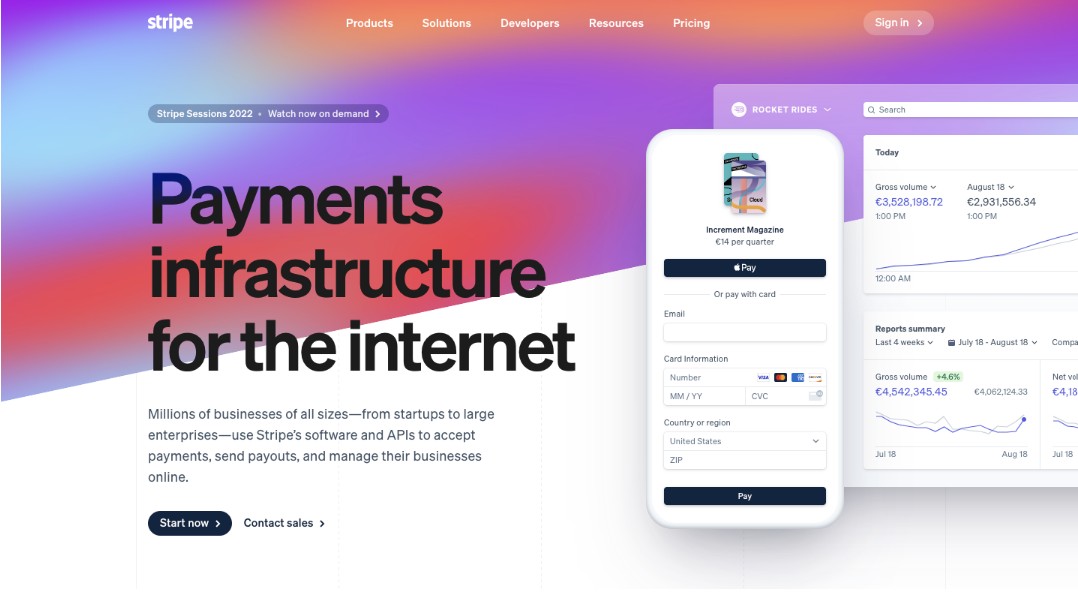 stripe
Products Solutions Developers Resources Pricing
Sign in
Stripe Sessions 2022 • Watch now on demand
Payments
infrastructure
for the internet
Millions of businesses of all sizes—from startups to large
enterprises—use Stripe's software and APIs to accept
payments, send payouts, and manage their businesses
online.
Start now
Contact sales
Cloud
Increment Magazine
€14 per quarter
Pay
Or pay with card
Email
Card Information
Number
VISA
MM / YY CVC
Country or region
United States
ZIP
Pay
ROCKET RIDES
Search
Today
Gross volume August 18
€3,528,198.72 €2,931,556.34
1:00 PM 1:00 PM
12:00 AM
Reports summary
Last 4 weeks July 18 - August 18 Compa
Gross volume +4.6% Net vol
€4,542,345.45 €4,062,124.33 €4,18
Jul 18 Aug 18 Jul 18